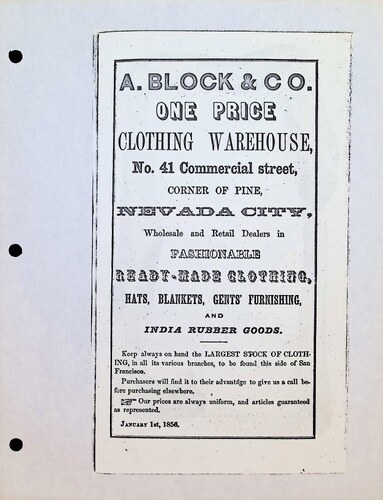 A. BLOCK & CO.
ONE PRICE
CLOTHING WAREHOUSE,
No. 41 Commercial street,
CORNER OF PINE,
NEVADA CITY,
Wholesale and Retail Dealers in
FASHIONABLE
READY-MADE CLOTHING,
HATS, BLANKETS, GENTS' FURNISHING,
AND
INDIA RUBBER GOODS.
Keep always on hand the LARGEST STOCK OF CLOTH-
ING, in all its various branches, to be found this side of San
Francisco.
Purchasers will find it to their advantage to give us a call be-
fore purchasing elsewhere.
☞ Our prices are always uniform, and articles guaranteed
as represented.
JANUARY 1st, 1856.